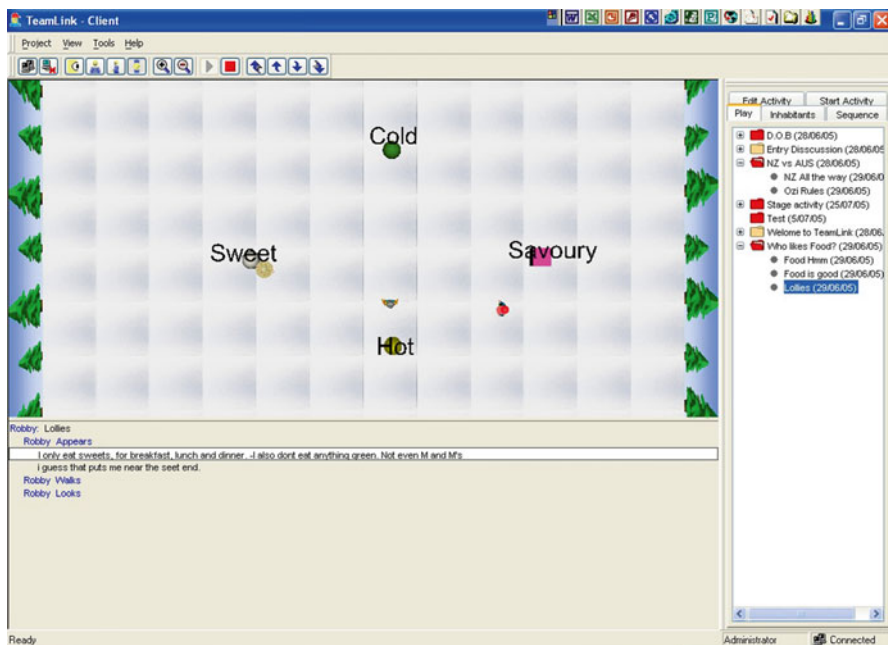 TeamLink - Client
Project View Tools Help
Cold
Sweet
Savoury
Hot
Robby: Lollies
Robby Appears
I only eat sweets, for breakfast, lunch and dinner. -I also dont eat anything green. Not even M and M's
i guess that puts me near the seet end.
Robby Walks
Robby Looks
Edit Activity Start Activity
Play Inhabitants Sequence
D.O.B (28/06/05)
Entry Disscussion (28/06/05
NZ vs AUS (28/06/05)
NZ All the way (29/06/0
Ozi Rules (29/06/05)
Stage activity (25/07/05)
Test (5/07/05)
Welome to TeamLink (28/06,
Who likes Food? (29/06/05)
Food Hmm (29/06/05)
Food is good (29/06/05)
Lollies (29/06/05)
Ready
Administrator Connected